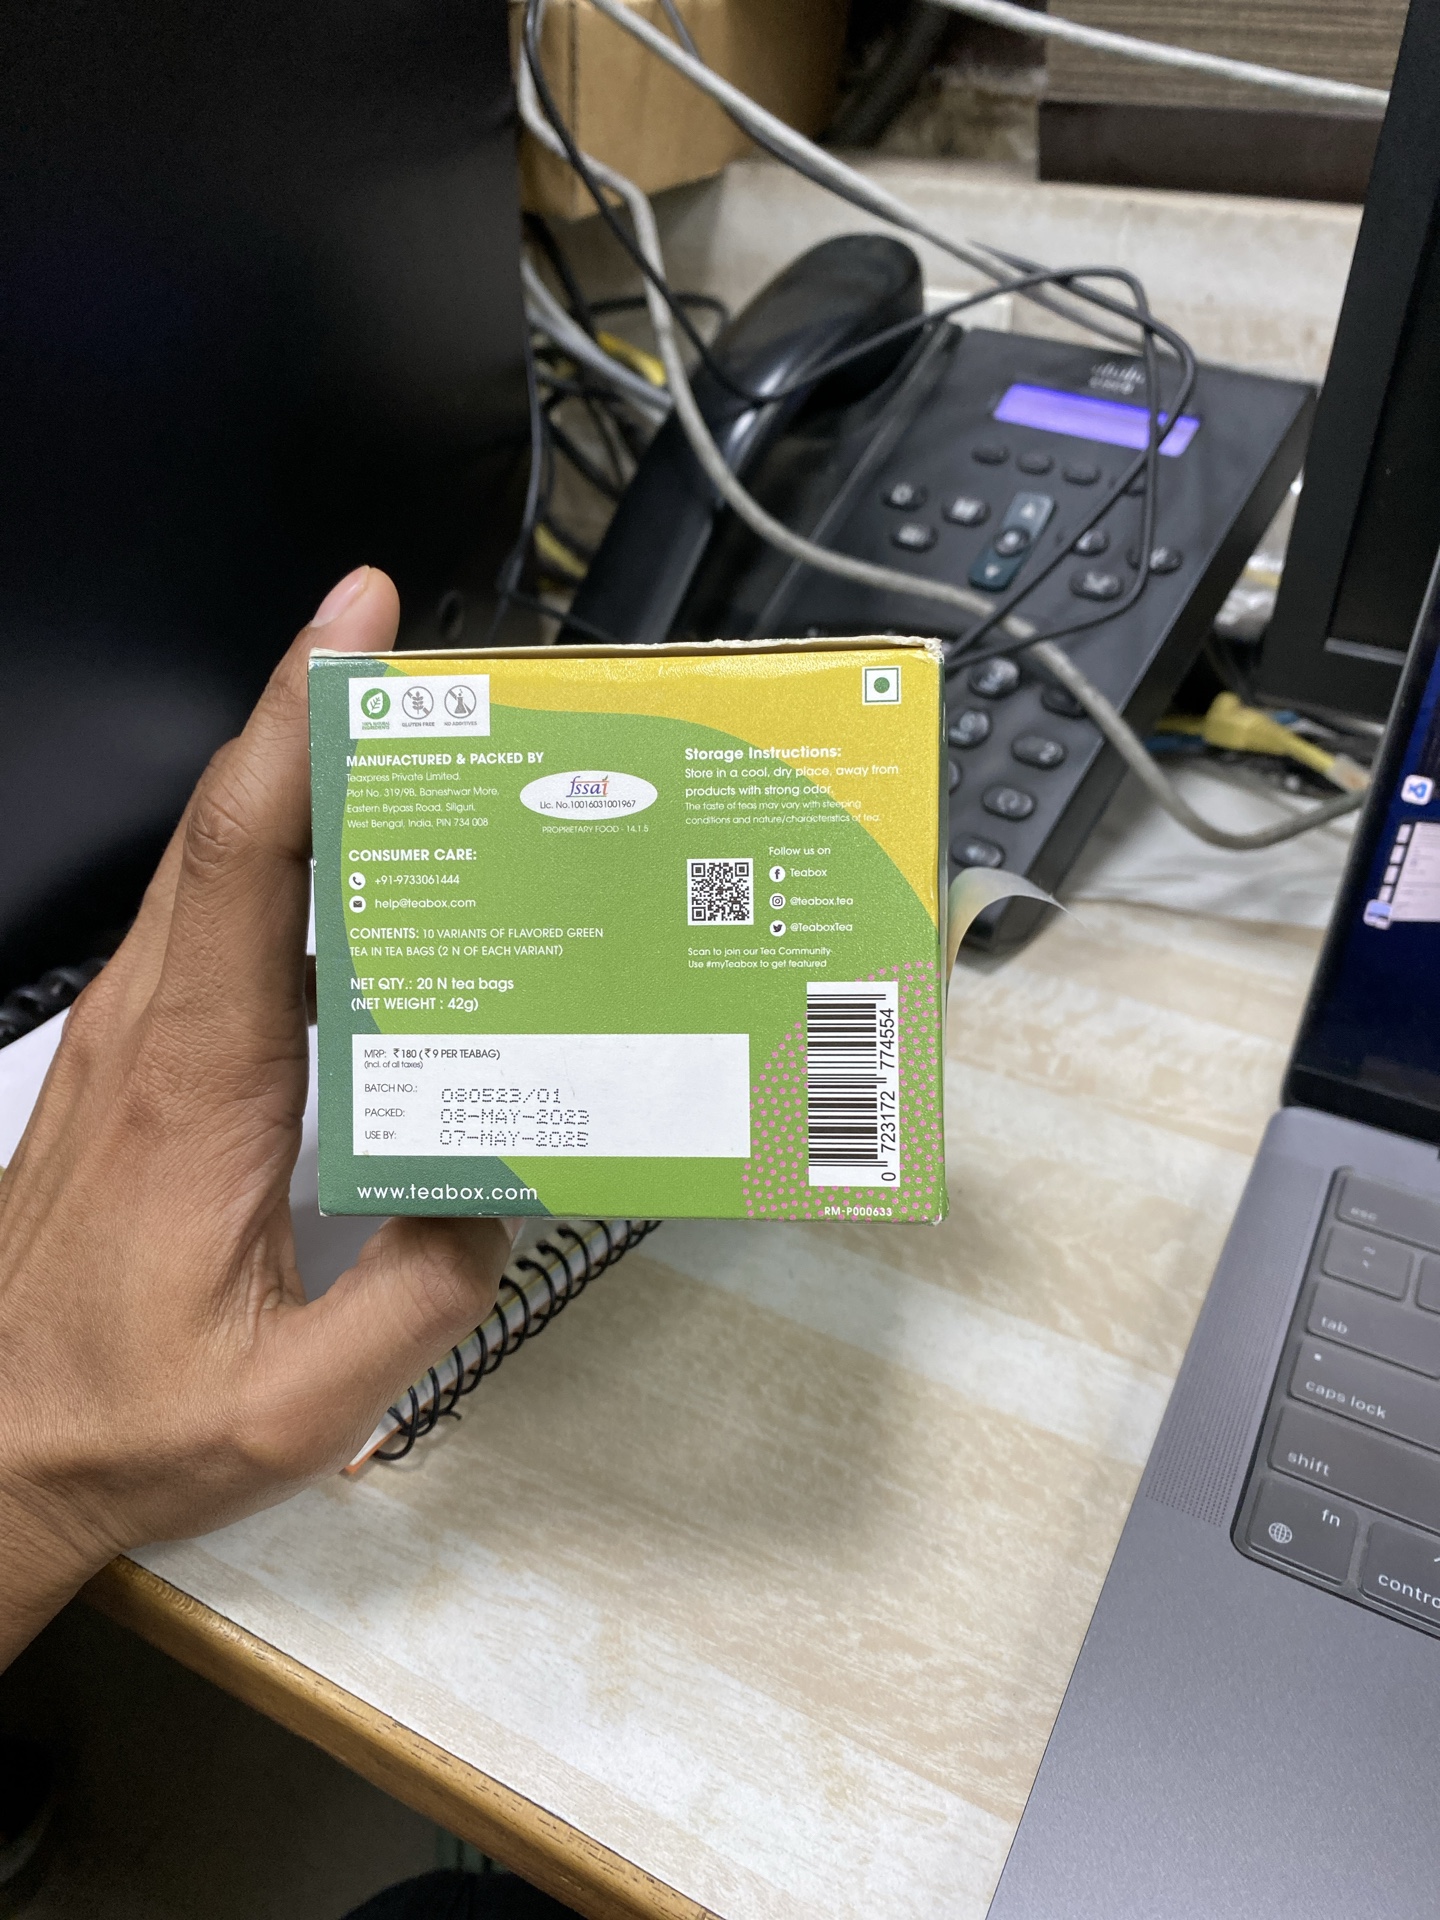 100% NATURAL INGREDIENTS
GLUTEN FREE
NO ADDITIVES
MANUFACTURED & PACKED BY
Teaxpress Private Limited.
Plot No. 319/9B, Baneshwar More,
Eastern Bypass Road, Siliguri,
West Bengal, India, PIN 734 008
fssai
Lic. No.10016031001967
PROPRIETARY FOOD - 14.1.5
Storage Instructions:
Store in a cool, dry place, away from
products with strong odor.
The taste of teas may vary with steeping
conditions and nature/characteristics of tea.
CONSUMER CARE:
+91-9733061444
help@teabox.com
Follow us on
Teabox
@teabox.tea
@TeaboxTea
Scan to join our Tea Community-
Use #myTeabox to get featured
CONTENTS: 10 VARIANTS OF FLAVORED GREEN
TEA IN TEA BAGS (2 N OF EACH VARIANT)
NET QTY.: 20 N tea bags
(NET WEIGHT : 42g)
MRP: ₹180 (₹9 PER TEABAG)
(incl. of all taxes)
BATCH NO.: 080523/01
PACKED: 08-MAY-2023
USE BY: 07-MAY-2025
www.teabox.com
0 723172 774554
RM-P000633
esc
tab
caps lock
shift
fn